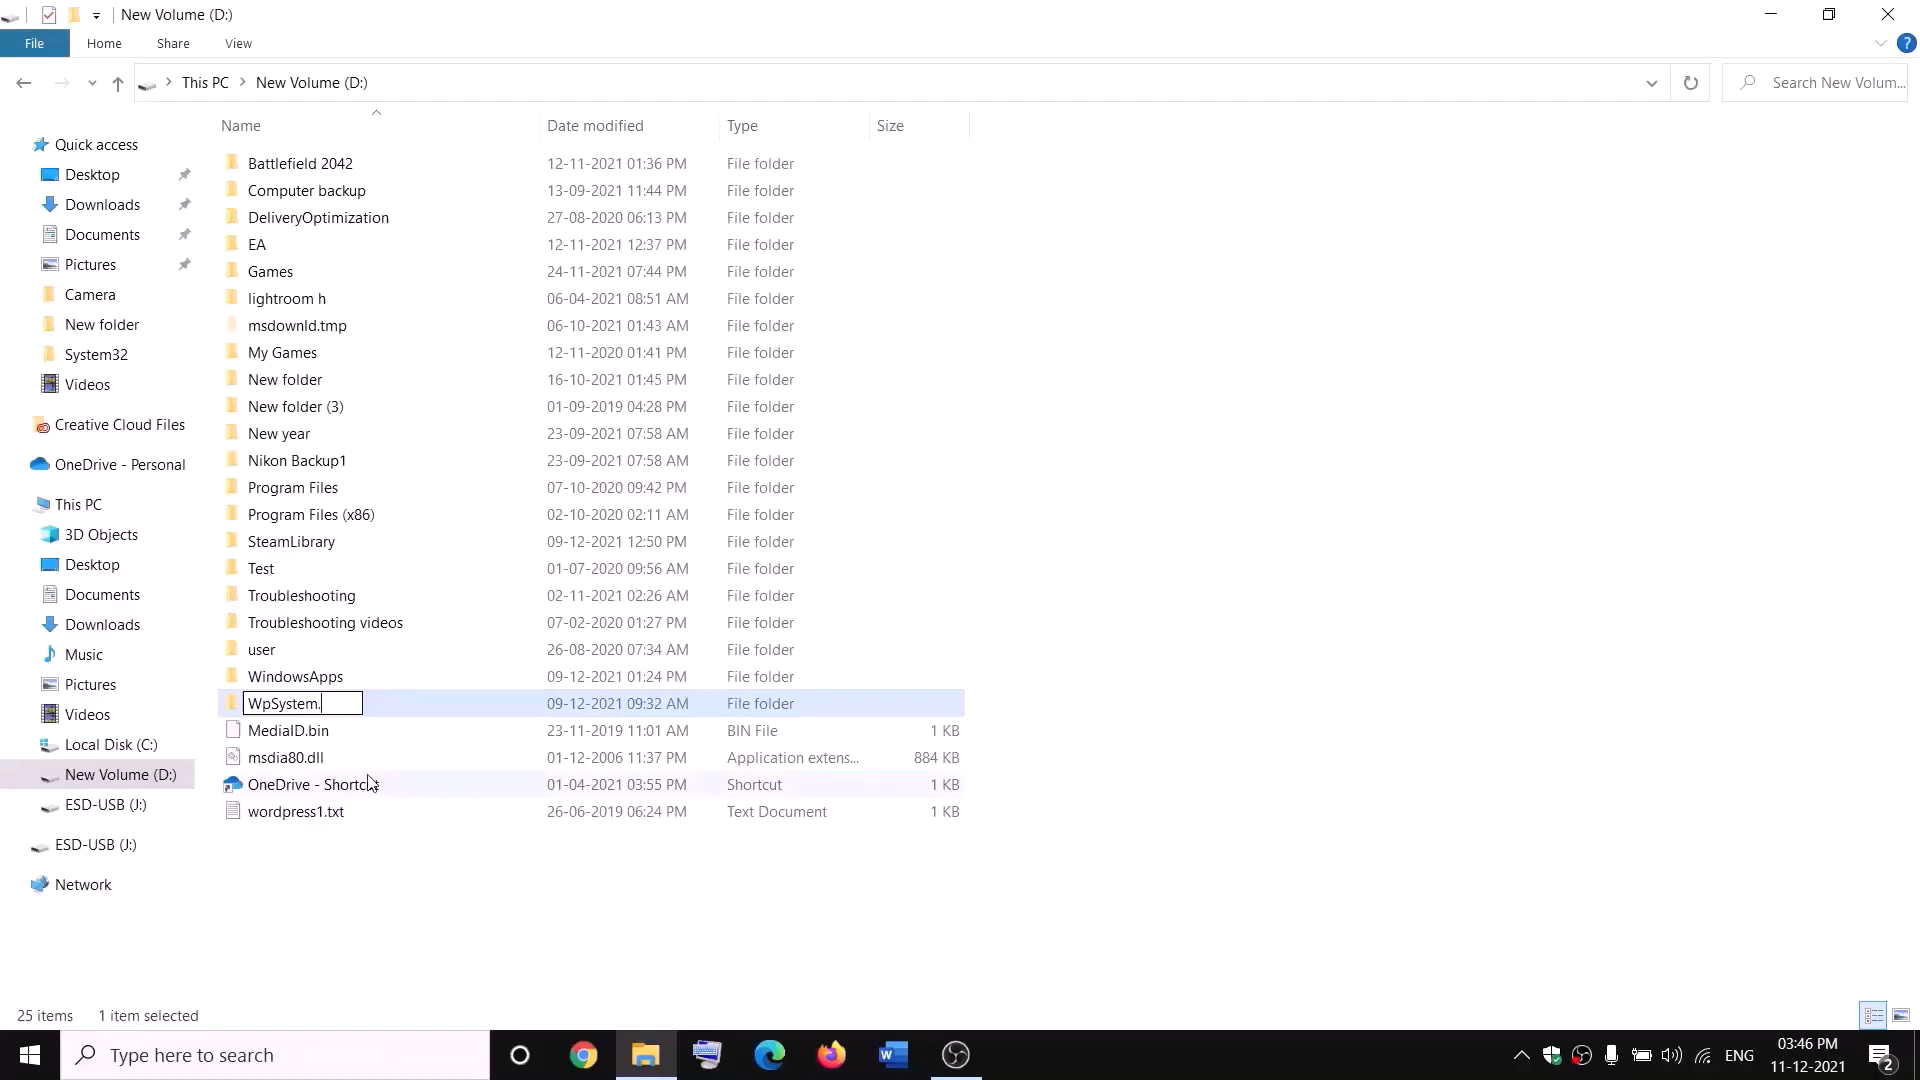 New Volume (D:)
File Home Share View
This PC New Volume (D:) Search New Volum...
Name Date modified Type Size
Quick access
Desktop
Downloads
Documents
Pictures
Camera
New folder
System32
Videos
Creative Cloud Files
OneDrive - Personal
This PC
3D Objects
Desktop
Documents
Downloads
Music
Pictures
Videos
Local Disk (C:)
New Volume (D:)
ESD-USB (J:)
ESD-USB (J:)
Network
Battlefield 2042 12-11-2021 01:36 PM File folder
Computer backup 13-09-2021 11:44 PM File folder
DeliveryOptimization 27-08-2020 06:13 PM File folder
EA 12-11-2021 12:37 PM File folder
Games 24-11-2021 07:44 PM File folder
lightroom h 06-04-2021 08:51 AM File folder
msdownld.tmp 06-10-2021 01:43 AM File folder
My Games 12-11-2020 01:41 PM File folder
New folder 16-10-2021 01:45 PM File folder
New folder (3) 01-09-2019 04:28 PM File folder
New year 23-09-2021 07:58 AM File folder
Nikon Backup1 23-09-2021 07:58 AM File folder
Program Files 07-10-2020 09:42 PM File folder
Program Files (x86) 02-10-2020 02:11 AM File folder
SteamLibrary 09-12-2021 12:50 PM File folder
Test 01-07-2020 09:56 AM File folder
Troubleshooting 02-11-2021 02:26 AM File folder
Troubleshooting videos 07-02-2020 01:27 PM File folder
user 26-08-2020 07:34 AM File folder
WindowsApps 09-12-2021 01:24 PM File folder
WpSystem. 09-12-2021 09:32 AM File folder
MediaID.bin 23-11-2019 11:01 AM BIN File 1 KB
msdia80.dll 01-12-2006 11:37 PM Application extens... 884 KB
OneDrive - Shortcut 01-04-2021 03:55 PM Shortcut 1 KB
wordpress1.txt 26-06-2019 06:24 PM Text Document 1 KB
25 items 1 item selected
Type here to search
ENG
03:46 PM
11-12-2021
2